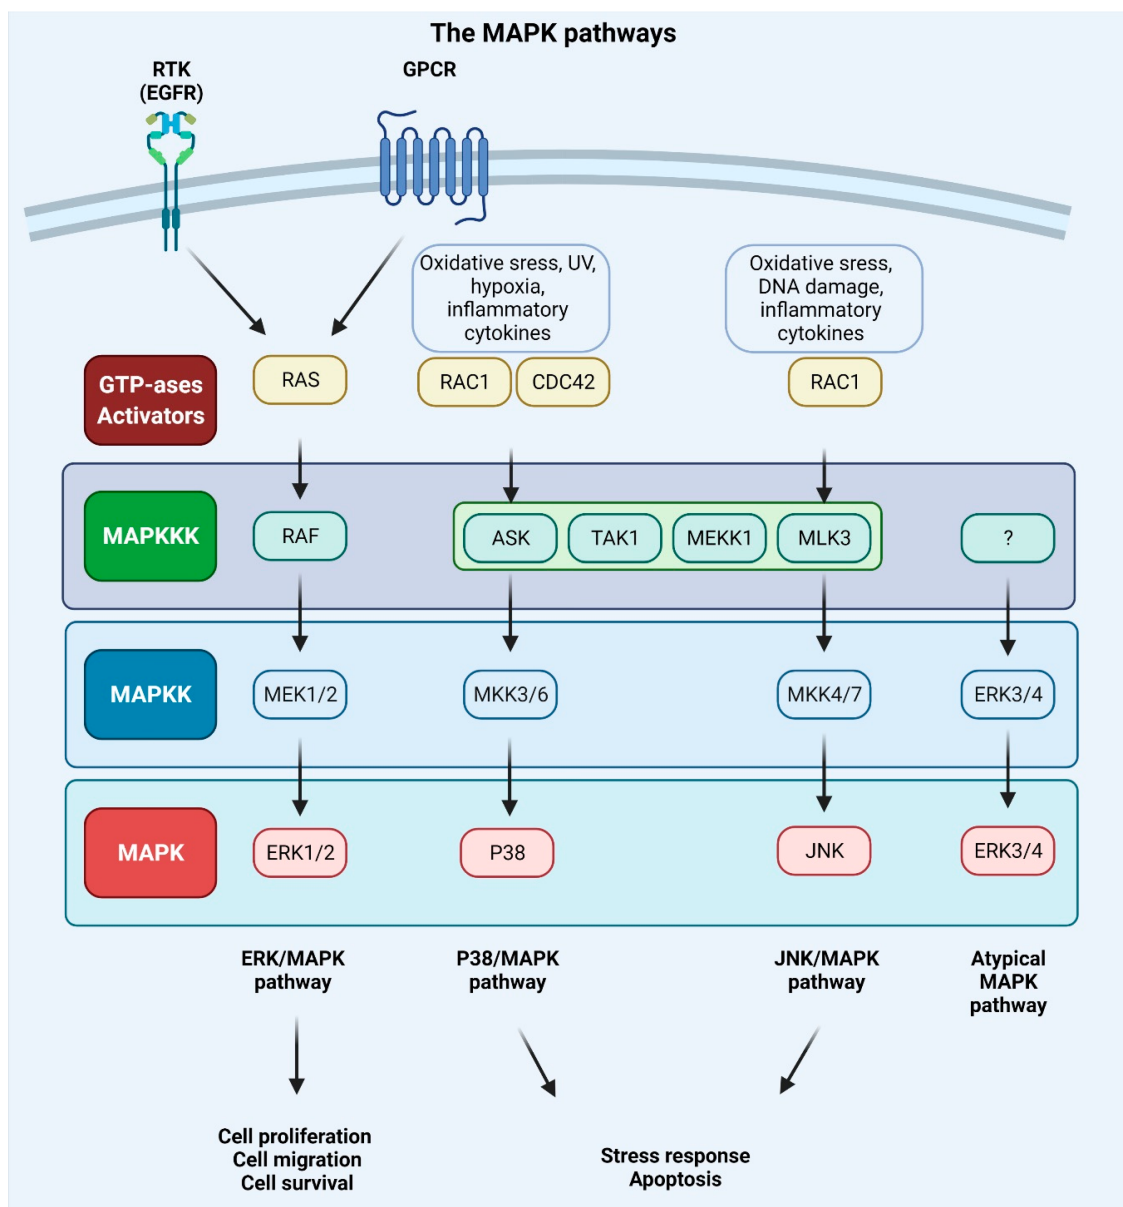 The MAPK pathways
RTK
(EGFR)
GPCR
Oxidative sress, UV,
hypoxia,
inflammatory
cytokines
Oxidative sress,
DNA damage,
inflammatory
cytokines
GTP-ases
Activators
RAS
RAC1
CDC42
RAC1
MAPKKK
RAF
ASK
TAK1
MEKK1
MLK3
?
MAPKK
MEK1/2
MKK3/6
MKK4/7
ERK3/4
MAPK
ERK1/2
P38
JNK
ERK3/4
ERK/MAPK
pathway
P38/MAPK
pathway
JNK/MAPK
pathway
Atypical
MAPK
pathway
Cell proliferation
Cell migration
Cell survival
Stress response
Apoptosis